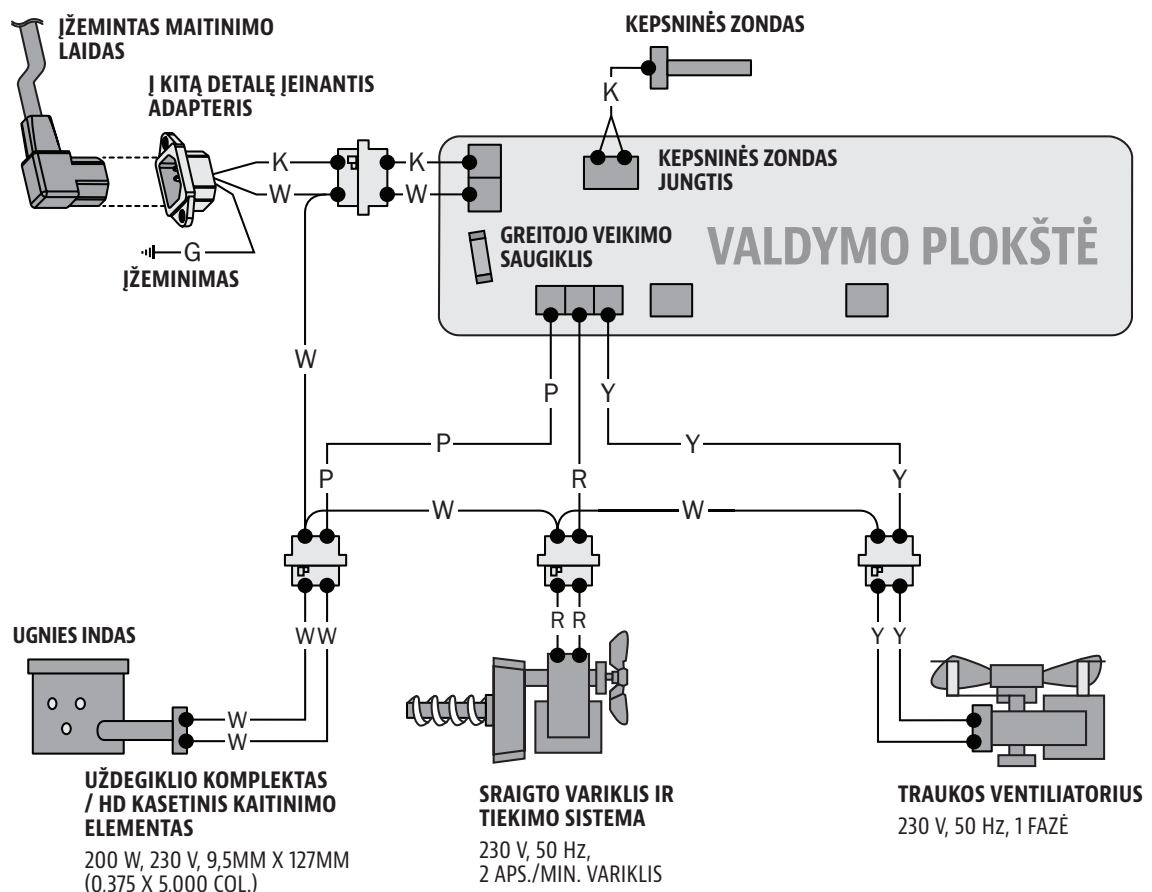 ĮŽEMINTAS MAITINIMO
LAIDAS
KEPSNINĖS ZONDAS
Į KITĄ DETALĘ ĮEINANTIS
ADAPTERIS
K
K
K
KEPSNINĖS ZONDAS
JUNGTIS
W
W
G
ĮŽEMINIMAS
GREITOJO VEIKIMO
SAUGIKLIS
VALDYMO PLOKŠTĖ
W
P
Y
P
Y
P
R
Y
W
W
R R
UGNIES INDAS
WW
Y Y
W
W
UŽDEGIKLIO KOMPLEKTAS
/ HD KASETINIS KAITINIMO
ELEMENTAS
200 W, 230 V, 9,5MM X 127MM
(0,375 X 5,000 COL.)
SRAIGTO VARIKLIS IR
TIEKIMO SISTEMA
230 V, 50 Hz,
2 APS./MIN. VARIKLIS
TRAUKOS VENTILIATORIUS
230 V, 50 Hz, 1 FAZĖ